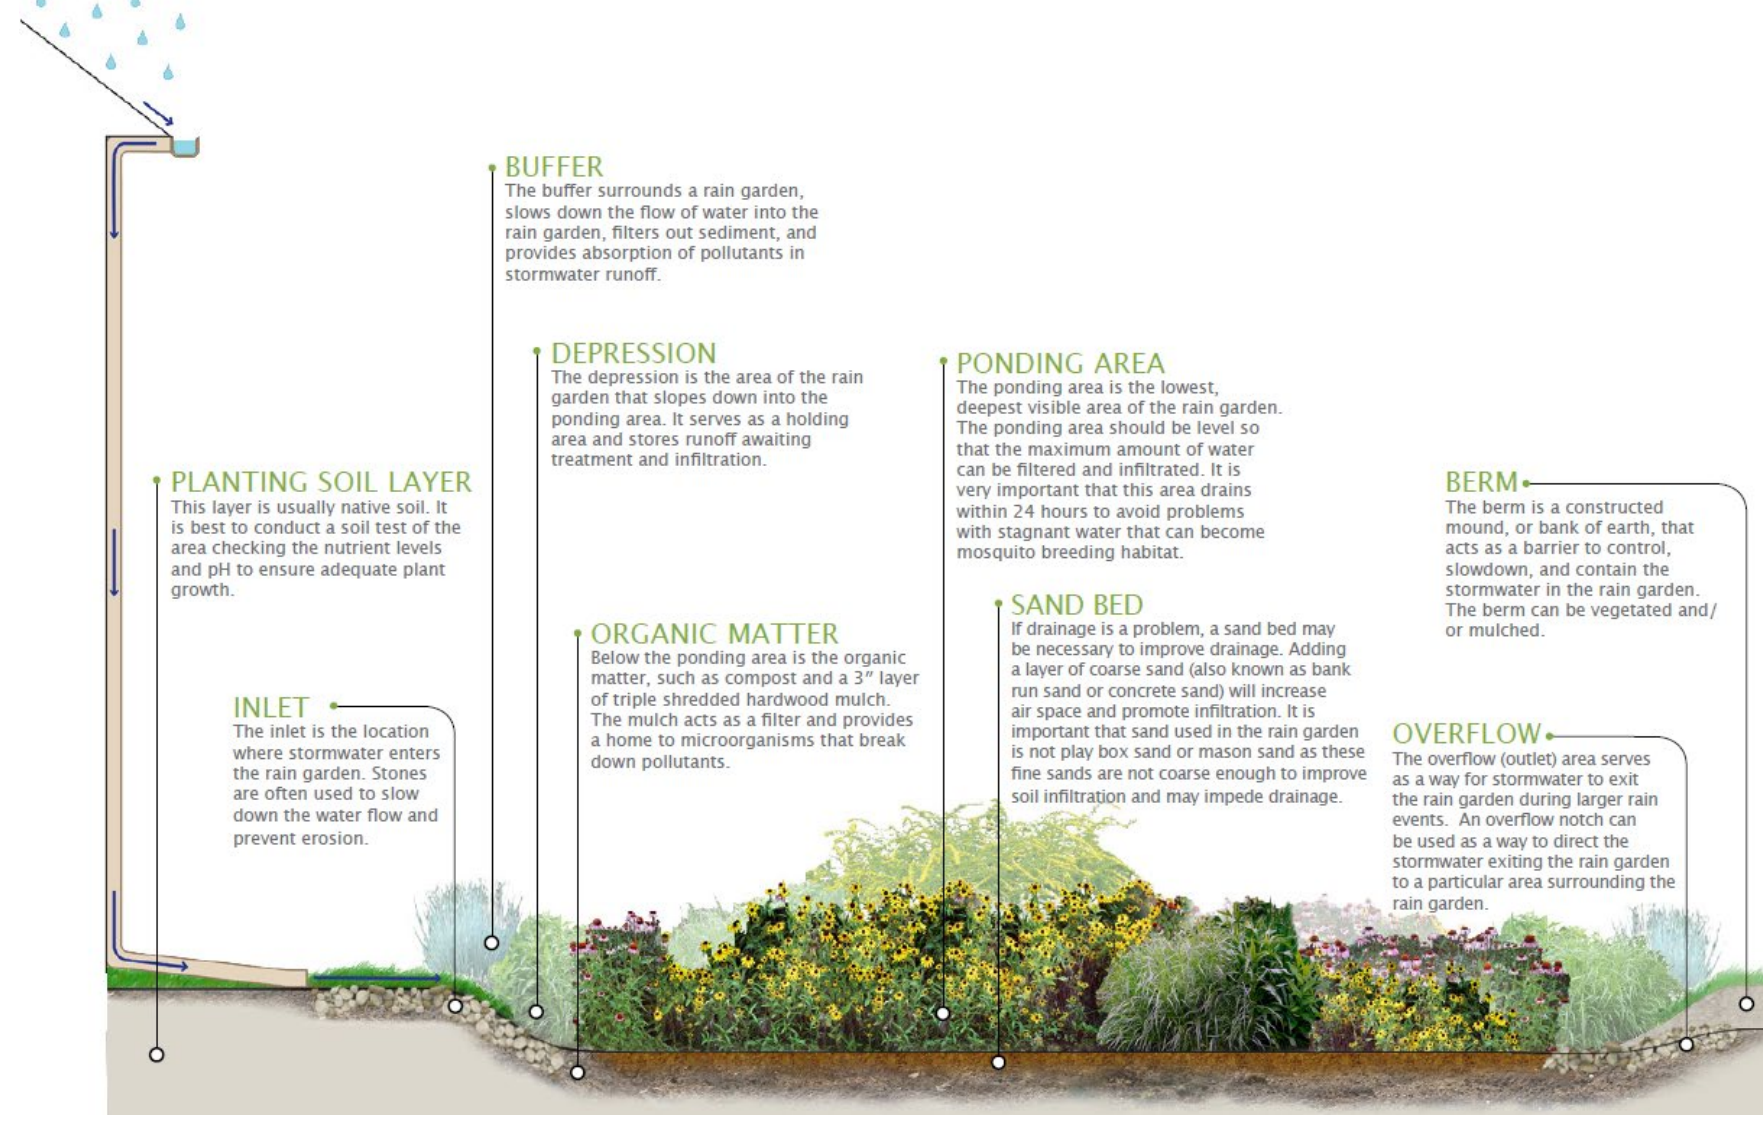 BUFFER
The buffer surrounds a rain garden,
slows down the flow of water into the
rain garden, filters out sediment, and
provides absorption of pollutants in
stormwater runoff.
DEPRESSION
The depression is the area of the rain
garden that slopes down into the
ponding area. It serves as a holding
area and stores runoff awaiting
treatment and infiltration.
PONDING AREA
The ponding area is the lowest,
deepest visible area of the rain garden.
The ponding area should be level so
that the maximum amount of water
can be filtered and infiltrated. It is
very important that this area drains
within 24 hours to avoid problems
with stagnant water that can become
mosquito breeding habitat.
PLANTING SOIL LAYER
This layer is usually native soil. It
is best to conduct a soil test of the
area checking the nutrient levels
and pH to ensure adequate plant
growth.
BERM
The berm is a constructed
mound, or bank of earth, that
acts as a barrier to control,
slowdown, and contain the
stormwater in the rain garden.
The berm can be vegetated and/
or mulched.
ORGANIC MATTER
Below the ponding area is the organic
matter, such as compost and a 3" layer
of triple shredded hardwood mulch.
The mulch acts as a filter and provides
a home to microorganisms that break
down pollutants.
SAND BED
If drainage is a problem, a sand bed may
be necessary to improve drainage. Adding
a layer of coarse sand (also known as bank
run sand or concrete sand) will increase
air space and promote infiltration. It is
important that sand used in the rain garden
is not play box sand or mason sand as these
fine sands are not coarse enough to improve
soil infiltration and may impede drainage.
INLET
The inlet is the location
where stormwater enters
the rain garden. Stones
are often used to slow
down the water flow and
prevent erosion.
OVERFLOW
The overflow (outlet) area serves
as a way for stormwater to exit
the rain garden during larger rain
events. An overflow notch can
be used as a way to direct the
stormwater exiting the rain garden
to a particular area surrounding the
rain garden.